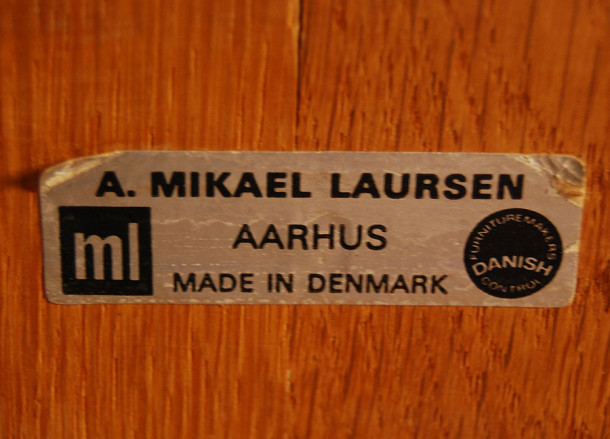 A. MIKAEL LAURSEN
ml
AARHUS
MADE IN DENMARK
FURNITUREMAKERS
DANISH
CONTROL